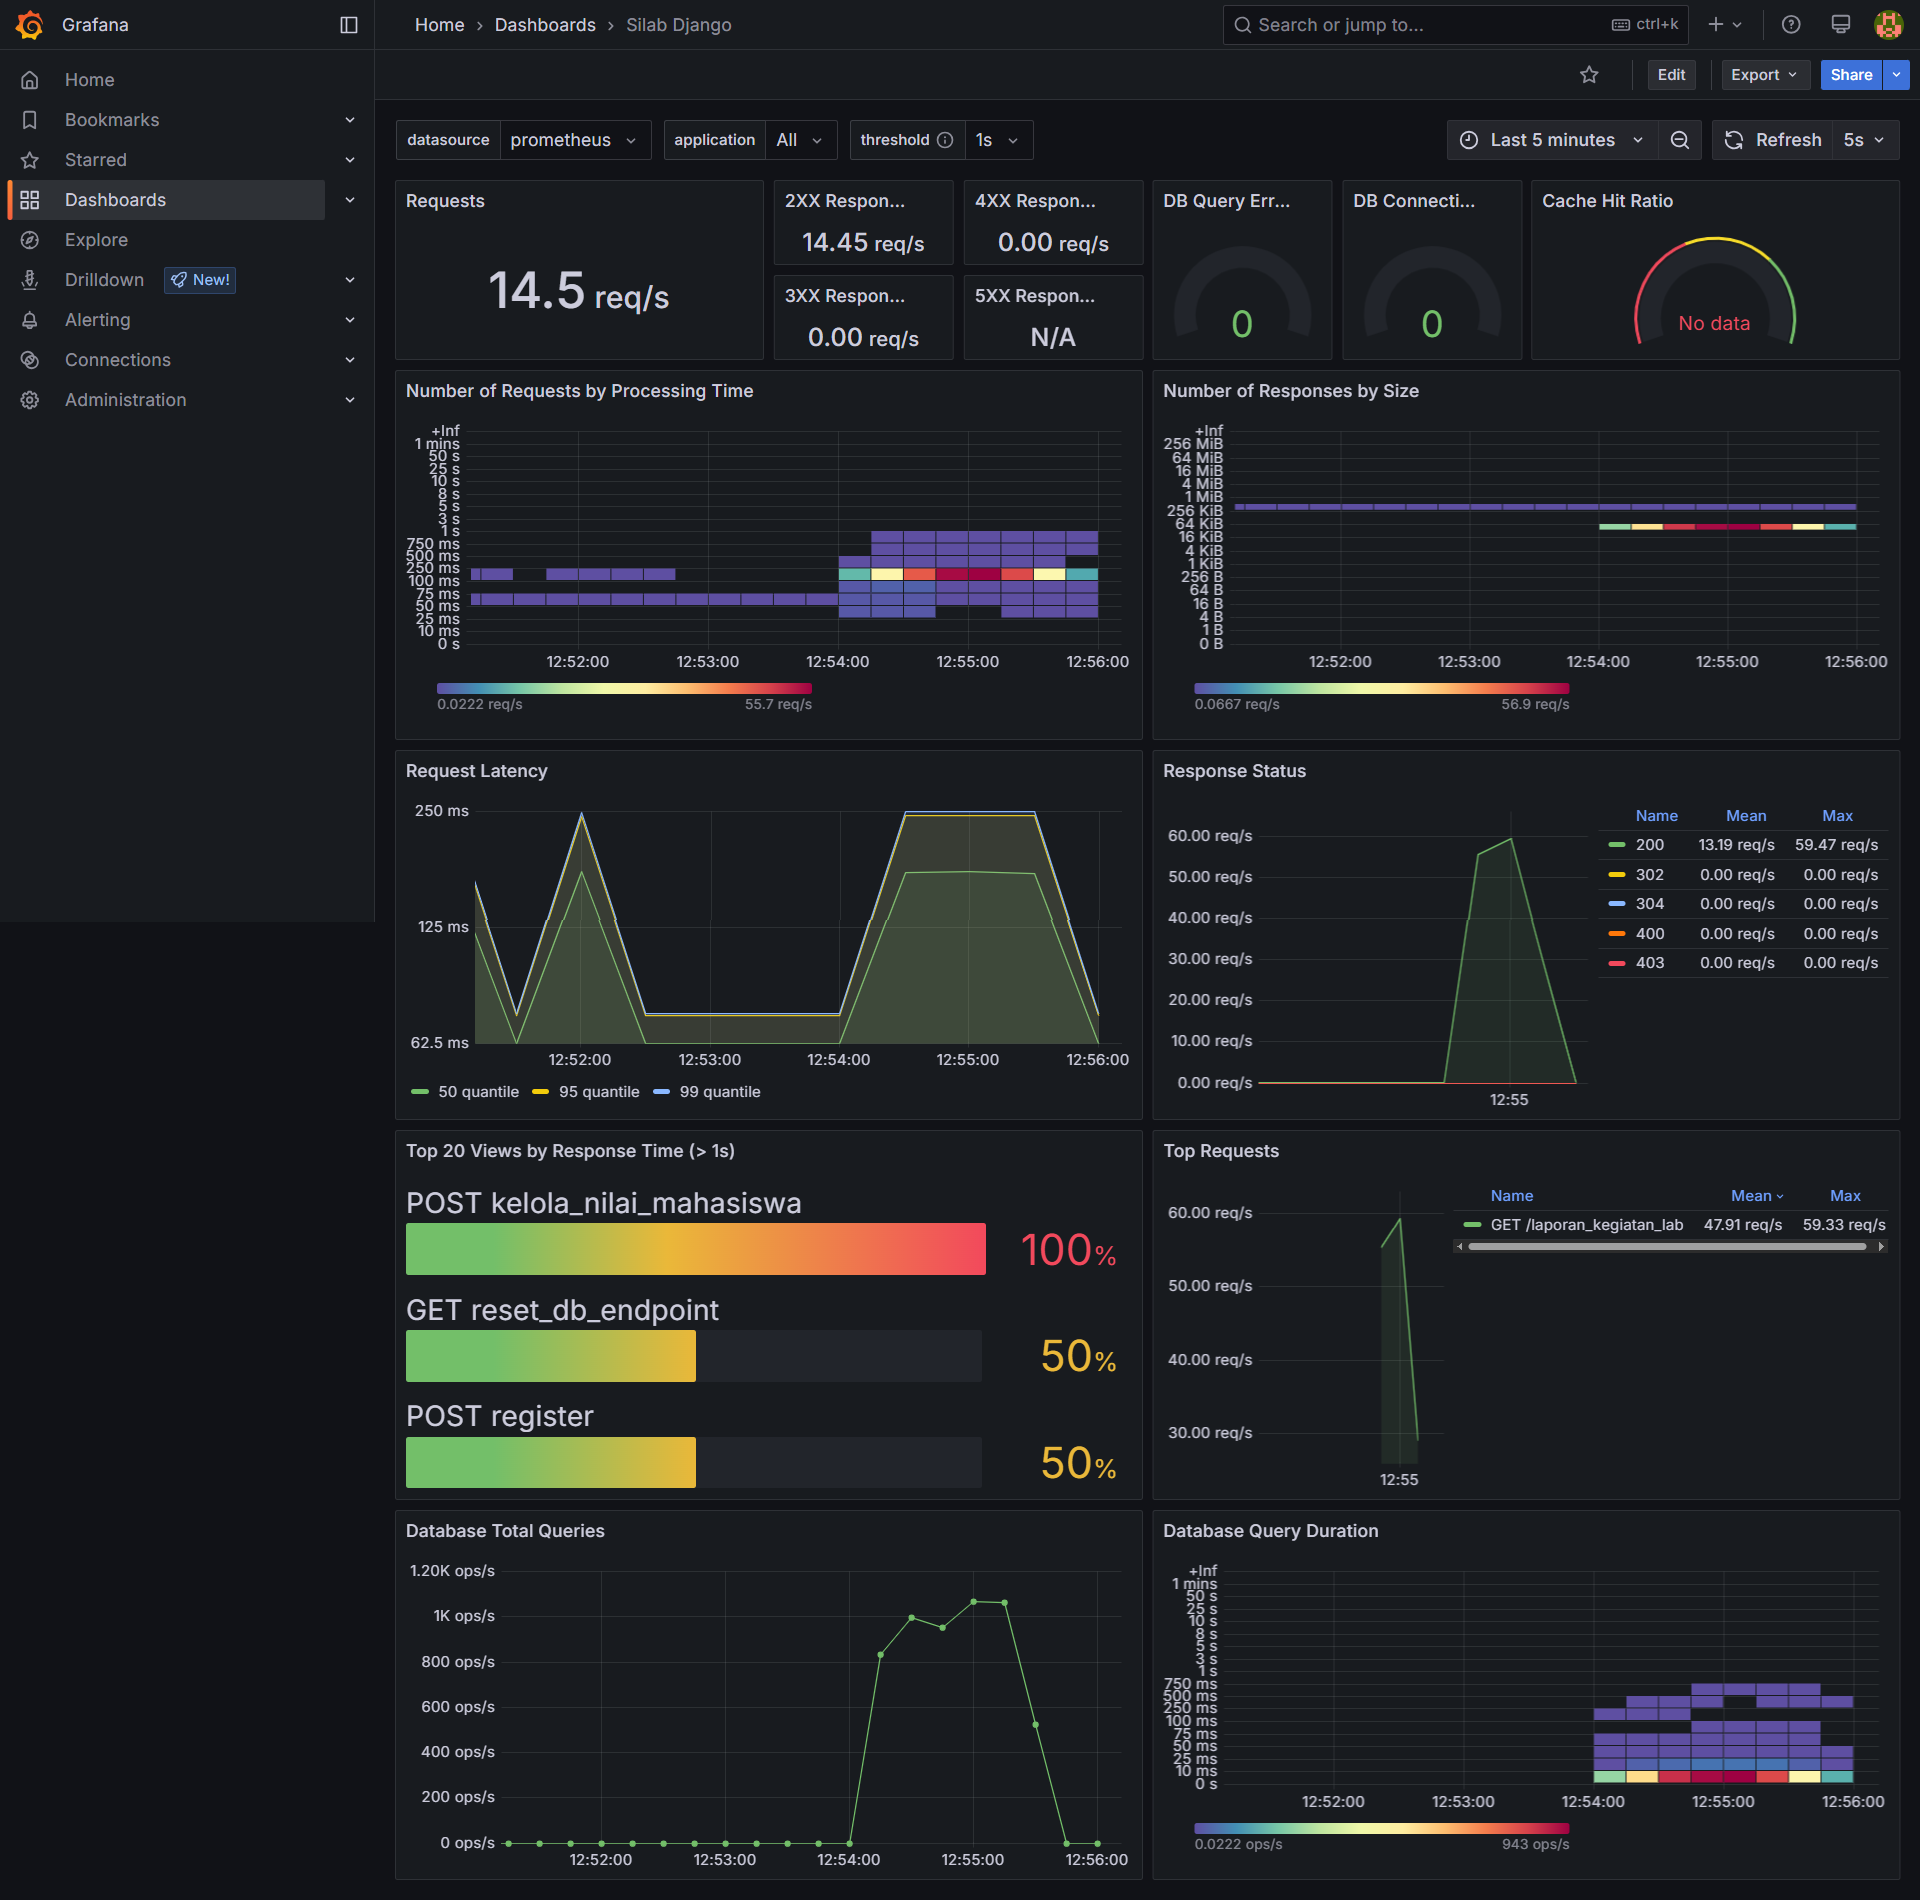 Grafana
Home › Dashboards › Silab Django
Search or jump to... ctrl+k
Home
Bookmarks
Starred
Dashboards
Explore
Drilldown New!
Alerting
Connections
Administration
Edit Export Share
datasource prometheus application All threshold 1s Last 5 minutes Refresh 5s
Requests
14.5 req/s
2XX Respon...
14.45 req/s
4XX Respon...
0.00 req/s
3XX Respon...
0.00 req/s
5XX Respon...
N/A
DB Query Err...
0
DB Connecti...
0
Cache Hit Ratio
No data
Number of Requests by Processing Time
+Inf
1 mins
50 s
25 s
10 s
8 s
5 s
3 s
1 s
750 ms
500 ms
250 ms
100 ms
75 ms
50 ms
25 ms
10 ms
0 s
12:52:00 12:53:00 12:54:00 12:55:00 12:56:00
0.0222 req/s 55.7 req/s
Number of Responses by Size
+Inf
256 MiB
64 MiB
16 MiB
4 MiB
1 MiB
256 KiB
64 KiB
16 KiB
4 KiB
1 KiB
256 B
64 B
16 B
4 B
1 B
0 B
12:52:00 12:53:00 12:54:00 12:55:00 12:56:00
0.0667 req/s 56.9 req/s
Request Latency
250 ms
125 ms
62.5 ms
12:52:00 12:53:00 12:54:00 12:55:00 12:56:00
50 quantile 95 quantile 99 quantile
Response Status
60.00 req/s
50.00 req/s
40.00 req/s
30.00 req/s
20.00 req/s
10.00 req/s
0.00 req/s
12:55
Name Mean Max
200 13.19 req/s 59.47 req/s
302 0.00 req/s 0.00 req/s
304 0.00 req/s 0.00 req/s
400 0.00 req/s 0.00 req/s
403 0.00 req/s 0.00 req/s
Top 20 Views by Response Time (> 1s)
POST kelola_nilai_mahasiswa
100%
GET reset_db_endpoint
50%
POST register
50%
Top Requests
60.00 req/s
50.00 req/s
40.00 req/s
30.00 req/s
12:55
Name Mean Max
GET /laporan_kegiatan_lab 47.91 req/s 59.33 req/s
Database Total Queries
1.20K ops/s
1K ops/s
800 ops/s
600 ops/s
400 ops/s
200 ops/s
0 ops/s
12:52:00 12:53:00 12:54:00 12:55:00 12:56:00
Database Query Duration
+Inf
1 mins
50 s
25 s
10 s
8 s
5 s
3 s
1 s
750 ms
500 ms
250 ms
100 ms
75 ms
50 ms
25 ms
10 ms
0 s
12:52:00 12:53:00 12:54:00 12:55:00 12:56:00
0.0222 ops/s 943 ops/s